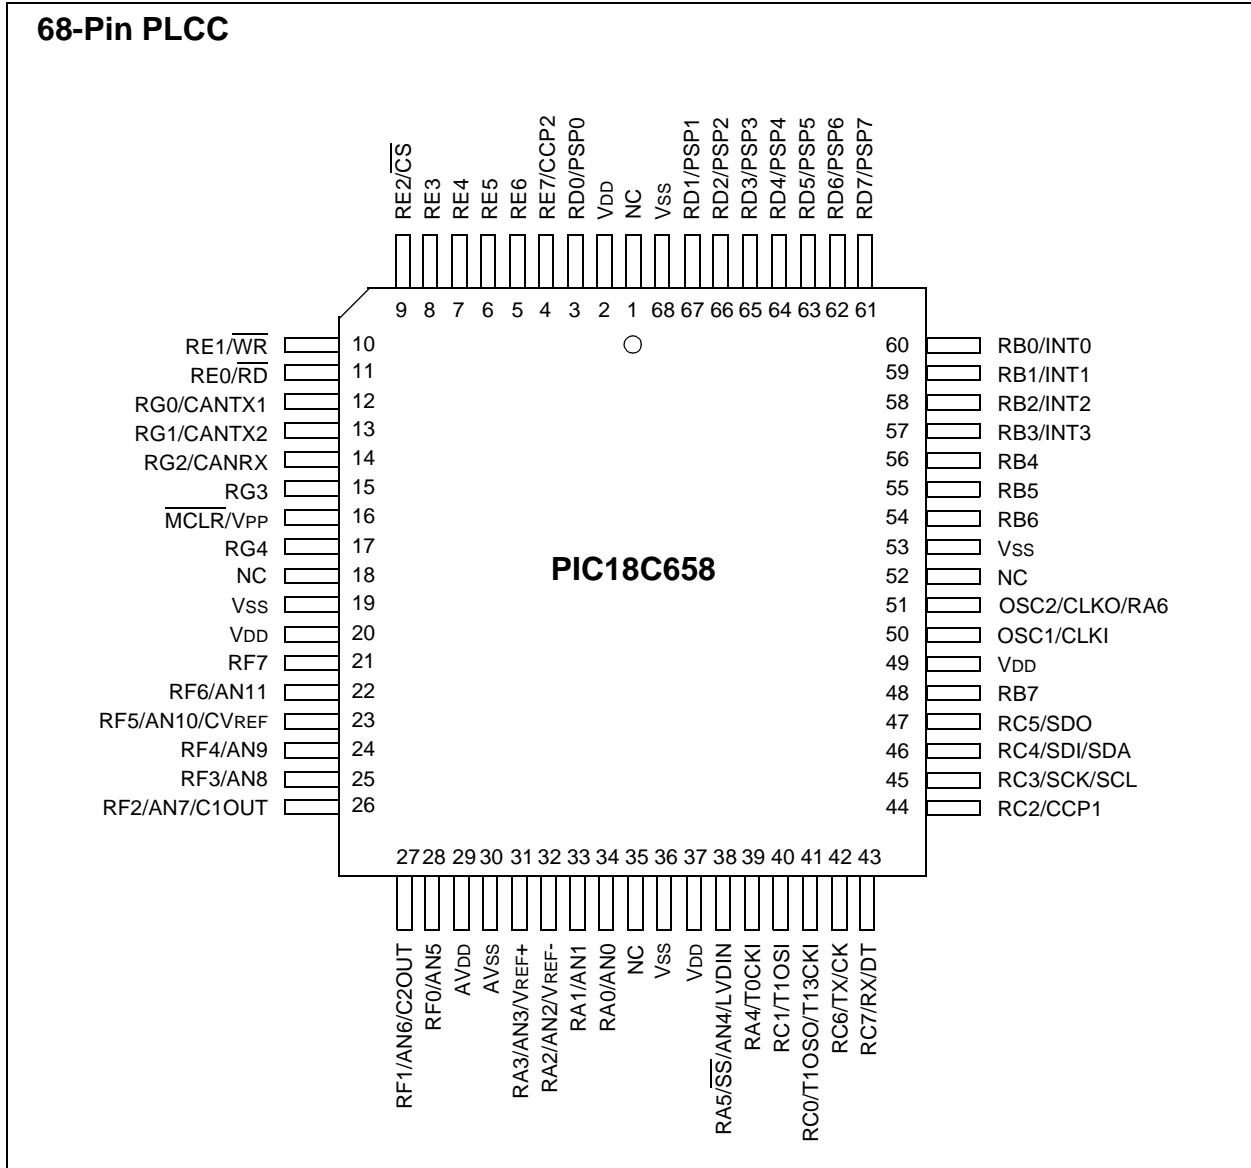 68-Pin PLCC
RE2/C̅S̅
RE3
RE4
RE5
RE6
RE7/CCP2
RD0/PSP0
VDD
NC
VSS
RD1/PSP1
RD2/PSP2
RD3/PSP3
RD4/PSP4
RD5/PSP5
RD6/PSP6
RD7/PSP7
9 8 7 6 5 4 3 2 1 68 67 66 65 64 63 62 61
RE1/W̅R̅ 10
RE0/R̅D̅ 11
RG0/CANTX1 12
RG1/CANTX2 13
RG2/CANRX 14
RG3 15
M̅C̅L̅R̅/VPP 16
RG4 17
NC 18
VSS 19
VDD 20
RF7 21
RF6/AN11 22
RF5/AN10/CVREF 23
RF4/AN9 24
RF3/AN8 25
RF2/AN7/C1OUT 26
PIC18C658
60 RB0/INT0
59 RB1/INT1
58 RB2/INT2
57 RB3/INT3
56 RB4
55 RB5
54 RB6
53 VSS
52 NC
51 OSC2/CLKO/RA6
50 OSC1/CLKI
49 VDD
48 RB7
47 RC5/SDO
46 RC4/SDI/SDA
45 RC3/SCK/SCL
44 RC2/CCP1
27 28 29 30 31 32 33 34 35 36 37 38 39 40 41 42 43
RF1/AN6/C2OUT
RF0/AN5
AVDD
AVSS
RA3/AN3/VREF+
RA2/AN2/VREF-
RA1/AN1
RA0/AN0
NC
VSS
VDD
RA5/S̅S̅/AN4/LVDIN
RA4/T0CKI
RC1/T1OSI
RC0/T1OSO/T13CKI
RC6/TX/CK
RC7/RX/DT